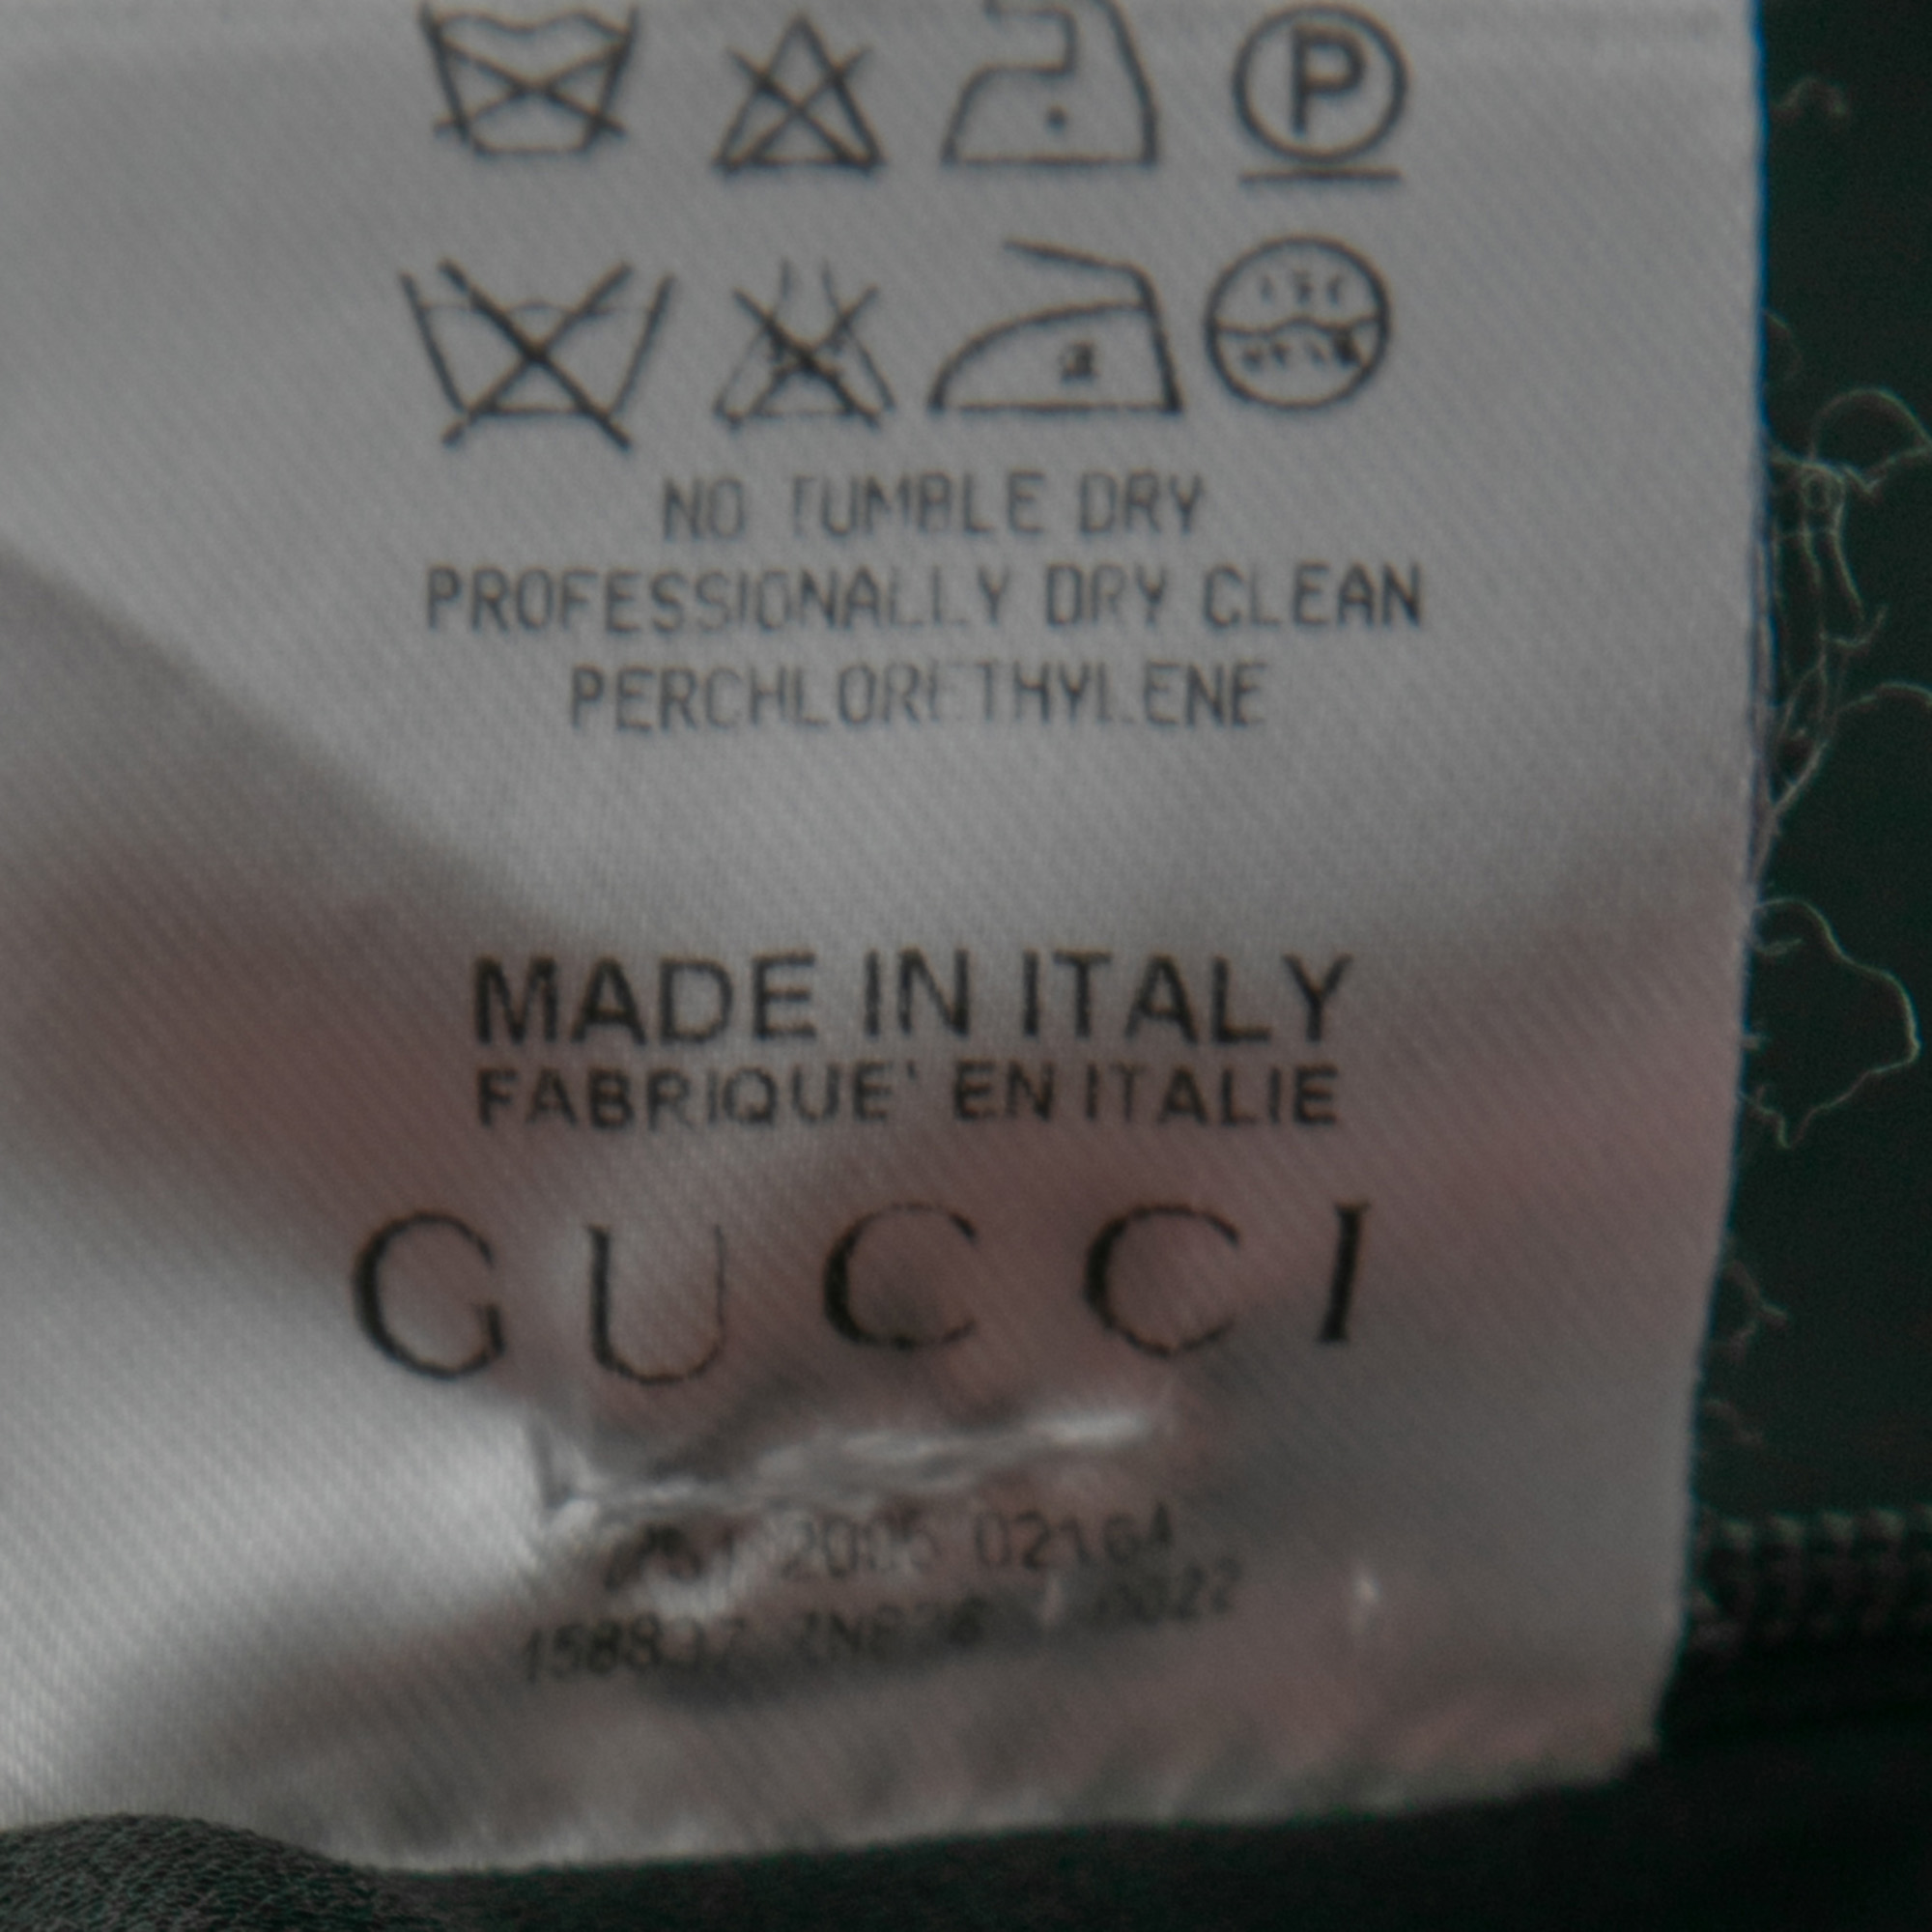 P
NO TUMBLE DRY
PROFESSIONALLY DRY CLEAN
PERCHLORETHYLENE
MADE IN ITALY
FABRIQUE' EN ITALIE
GUCCI